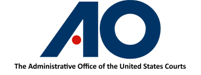 AO
The Administrative Office of the United States Courts